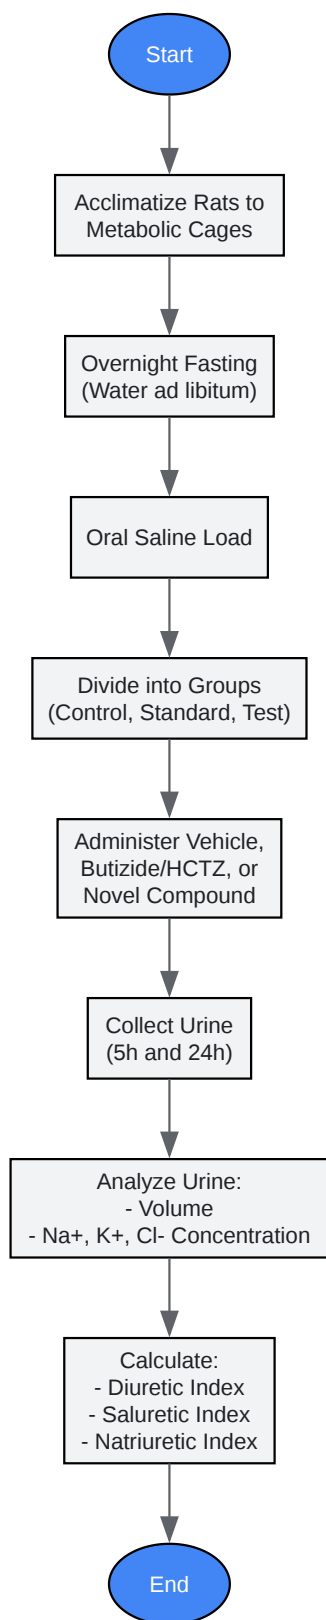 Start
Acclimatize Rats to
Metabolic Cages
Overnight Fasting
(Water ad libitum)
Oral Saline Load
Divide into Groups
(Control, Standard, Test)
Administer Vehicle,
Butizide/HCTZ, or
Novel Compound
Collect Urine
(5h and 24h)
Analyze Urine:
- Volume
- Na+, K+, Cl- Concentration
Calculate:
- Diuretic Index
- Saluretic Index
- Natriuretic Index
End